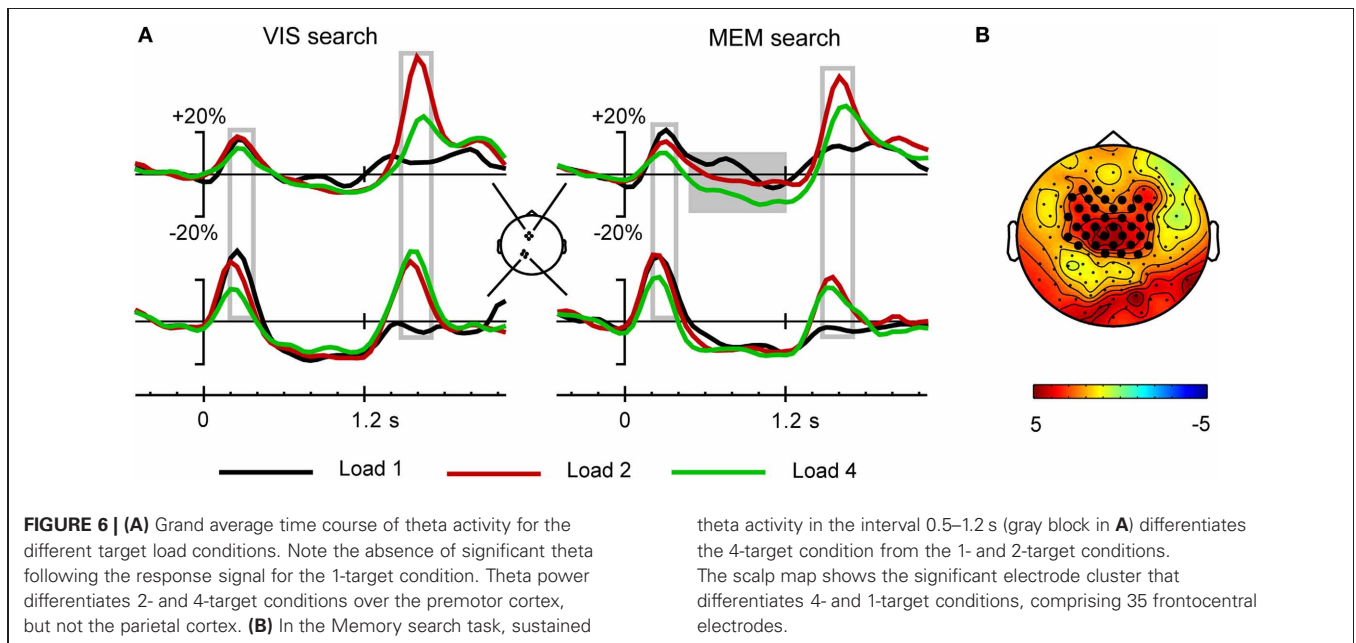 A
VIS search
MEM search
B
+20%
+20%
-20%
-20%
0
1.2 s
0
1.2 s
5
-5
Load 1
Load 2
Load 4
FIGURE 6 | (A) Grand average time course of theta activity for the
different target load conditions. Note the absence of significant theta
following the response signal for the 1-target condition. Theta power
differentiates 2- and 4-target conditions over the premotor cortex,
but not the parietal cortex. (B) In the Memory search task, sustained
theta activity in the interval 0.5–1.2 s (gray block in A) differentiates
the 4-target condition from the 1- and 2-target conditions.
The scalp map shows the significant electrode cluster that
differentiates 4- and 1-target conditions, comprising 35 frontocentral
electrodes.